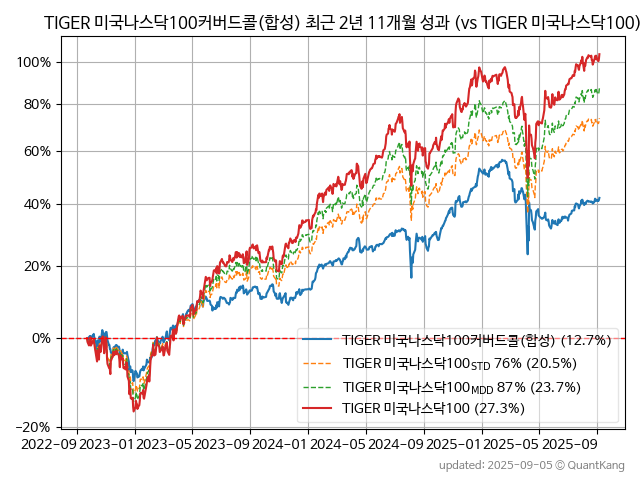 TIGER 미국나스닥100커버드콜(합성) 최근 2년 11개월 성과 (vs TIGER 미국나스닥100)
100%
80%
60%
40%
20%
0%
−20%
TIGER 미국나스닥100커버드콜(합성) (12.7%)
TIGER 미국나스닥100STD 76% (20.5%)
TIGER 미국나스닥100MDD 87% (23.7%)
TIGER 미국나스닥100 (27.3%)
2022-09 2023-01 2023-05 2023-09 2024-01 2024-05 2024-09 2025-01 2025-05 2025-09
updated: 2025-09-05 © QuantKang